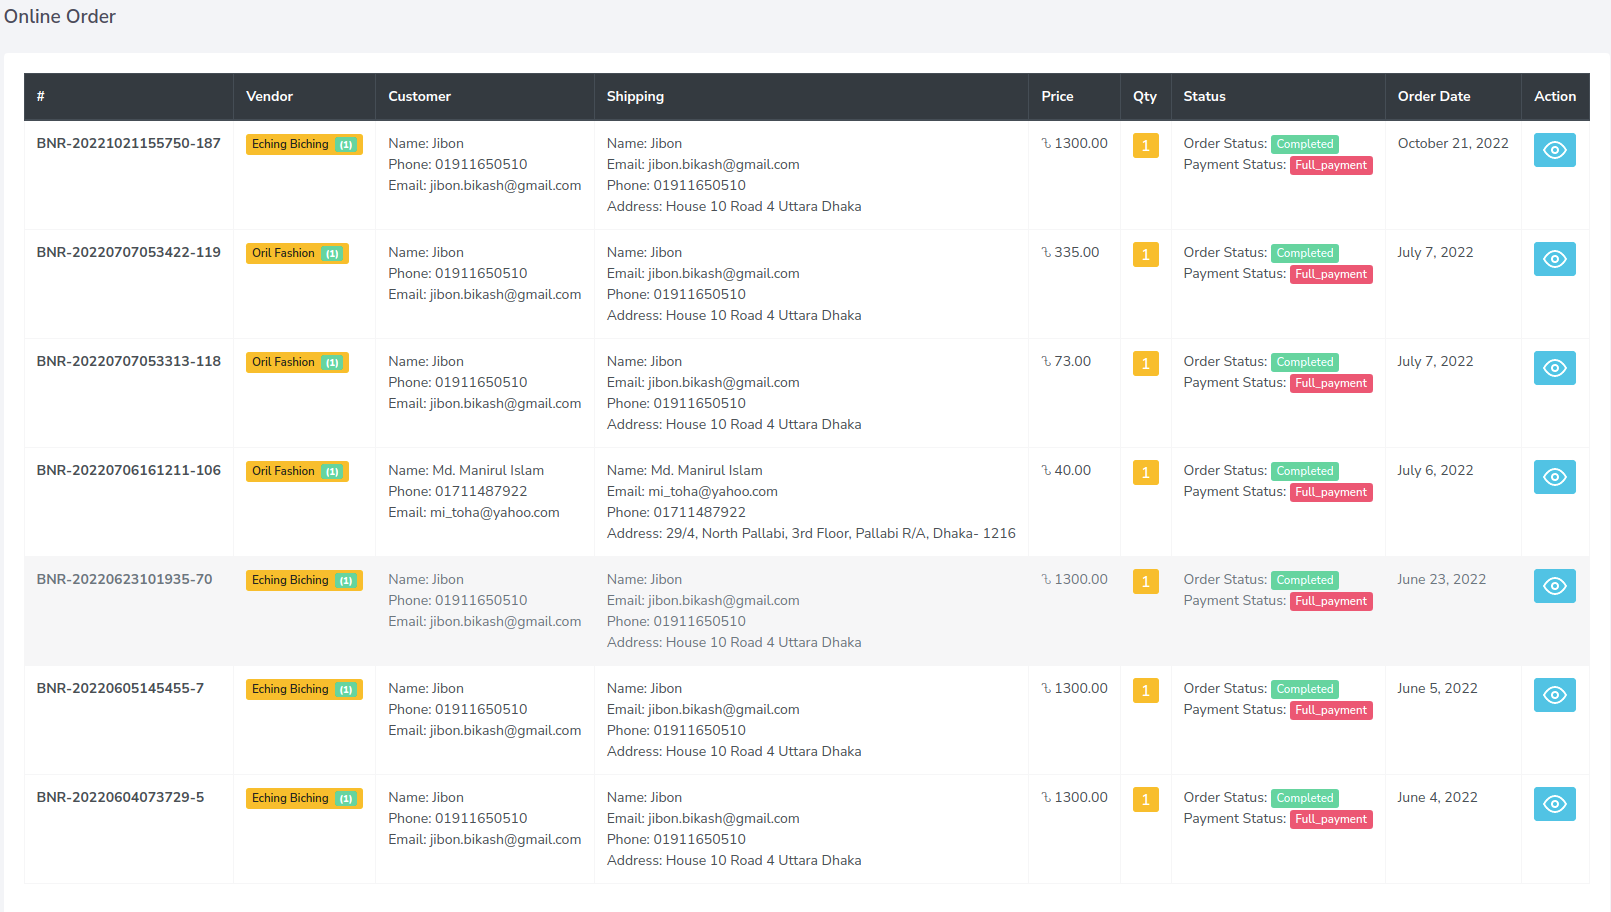 Online Order
# Vendor Customer Shipping Price Qty Status Order Date Action
BNR-20221021155750-187 Eching Biching (1) Name: Jibon Name: Jibon ৳ 1300.00 1 Order Status: Completed October 21, 2022
Phone: 01911650510 Email: jibon.bikash@gmail.com Payment Status: Full_payment
Email: jibon.bikash@gmail.com Phone: 01911650510
Address: House 10 Road 4 Uttara Dhaka
BNR-20220707053422-119 Oril Fashion (1) Name: Jibon Name: Jibon ৳ 335.00 1 Order Status: Completed July 7, 2022
Phone: 01911650510 Email: jibon.bikash@gmail.com Payment Status: Full_payment
Email: jibon.bikash@gmail.com Phone: 01911650510
Address: House 10 Road 4 Uttara Dhaka
BNR-20220707053313-118 Oril Fashion (1) Name: Jibon Name: Jibon ৳ 73.00 1 Order Status: Completed July 7, 2022
Phone: 01911650510 Email: jibon.bikash@gmail.com Payment Status: Full_payment
Email: jibon.bikash@gmail.com Phone: 01911650510
Address: House 10 Road 4 Uttara Dhaka
BNR-20220706161211-106 Oril Fashion (1) Name: Md. Manirul Islam Name: Md. Manirul Islam ৳ 40.00 1 Order Status: Completed July 6, 2022
Phone: 01711487922 Email: mi_toha@yahoo.com Payment Status: Full_payment
Email: mi_toha@yahoo.com Phone: 01711487922
Address: 29/4, North Pallabi, 3rd Floor, Pallabi R/A, Dhaka- 1216
BNR-20220623101935-70 Eching Biching (1) Name: Jibon Name: Jibon ৳ 1300.00 1 Order Status: Completed June 23, 2022
Phone: 01911650510 Email: jibon.bikash@gmail.com Payment Status: Full_payment
Email: jibon.bikash@gmail.com Phone: 01911650510
Address: House 10 Road 4 Uttara Dhaka
BNR-20220605145455-7 Eching Biching (1) Name: Jibon Name: Jibon ৳ 1300.00 1 Order Status: Completed June 5, 2022
Phone: 01911650510 Email: jibon.bikash@gmail.com Payment Status: Full_payment
Email: jibon.bikash@gmail.com Phone: 01911650510
Address: House 10 Road 4 Uttara Dhaka
BNR-20220604073729-5 Eching Biching (1) Name: Jibon Name: Jibon ৳ 1300.00 1 Order Status: Completed June 4, 2022
Phone: 01911650510 Email: jibon.bikash@gmail.com Payment Status: Full_payment
Email: jibon.bikash@gmail.com Phone: 01911650510
Address: House 10 Road 4 Uttara Dhaka